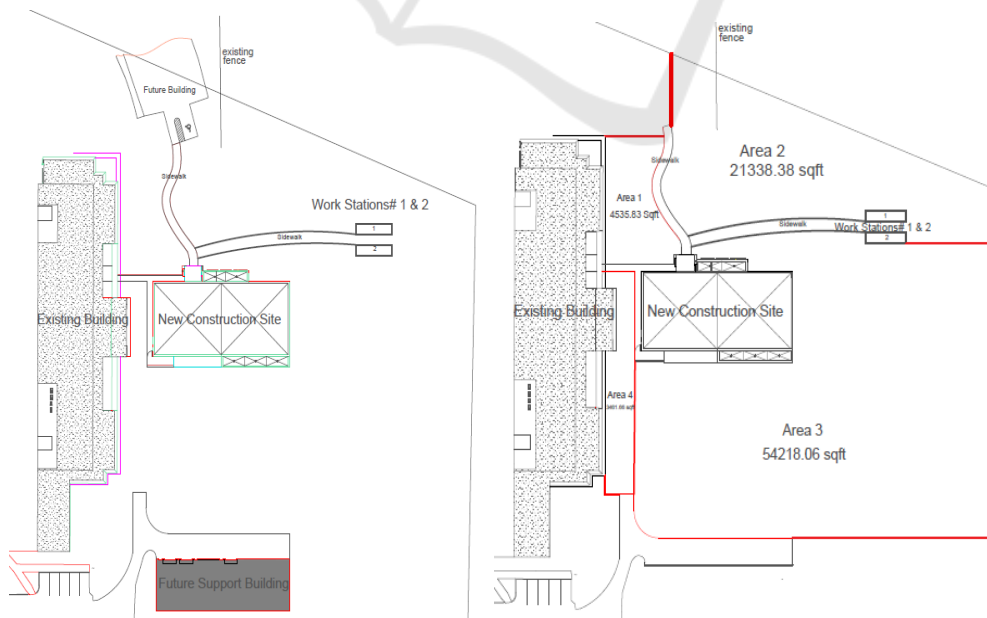 existing
fence
Future Building
Sidewalk
Work Stations# 1 & 2
1
Sidewalk
2
Existing Building
New Construction Site
Future Support Building
existing
fence
Area 2
21338.38 sqft
Sidewalk
Area 1
4535.83 Sqft
1
Sidewalk
Work Stations# 1 & 2
2
Existing Building
New Construction Site
Area 4
sqft
Area 3
54218.06 sqft